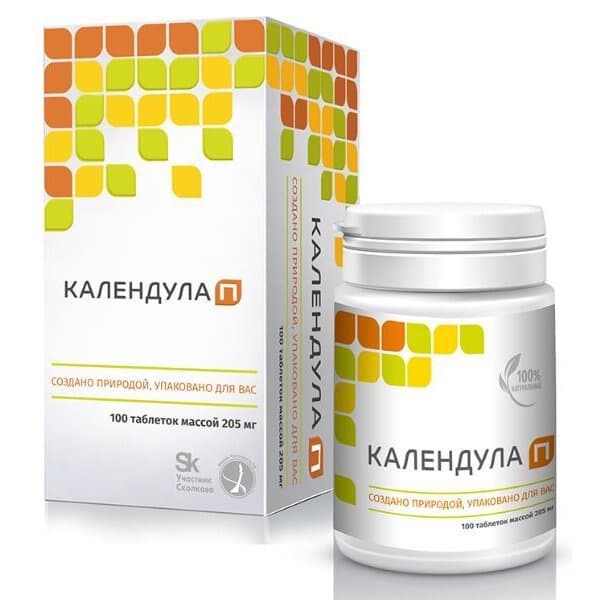 КАЛЕНДУЛА П
СОЗДАНО ПРИРОДОЙ, УПАКОВАНО ДЛЯ ВАС
100 таблеток массой 205 мг
Sk
Участник
Сколково
КАЛЕНДУЛА П
СОЗДАНО ПРИРОДОЙ, УПАКОВАНО ДЛЯ ВАС
100 таблеток массой 205 мг
100%
НАТУРАЛЬНЫЙ
КАЛЕНДУЛА П
СОЗДАНО ПРИРОДОЙ, УПАКОВАНО ДЛЯ ВАС
100 таблеток массой 205 мг